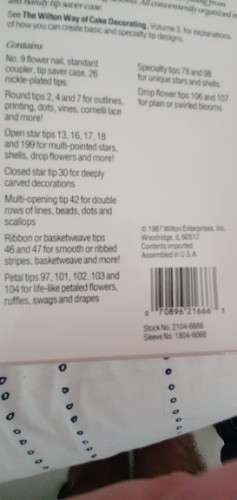 and handy tip saver case.
See The Wilton Way of Cake Decorating, Volume 3, for explanations
of how you can create basic and specialty tip designs.
Contains
No. 9 flower nail, standard
coupler, tip saver case, 26
nickle-plated tips:
Round tips 2, 4 and 7 for outlines,
printing, dots, vines, cornelli lace
and more!
Open star tips 13, 16, 17, 18
and 199 for multi-pointed stars,
shells, drop flowers and more!
Closed star tip 30 for deeply
carved decorations
Multi-opening tip 42 for double
rows of lines, beads, dots and
scallops
Ribbon or basketweave tips
46 and 47 for smooth or ribbed
stripes, basketweave and more!
Petal tips 97, 101, 102, 103 and
104 for life-like petaled flowers,
ruffles, swags and drapes
Specialty tips 78 and 98
for unique stars and shells
Drop flower tips 106 and 107
for plain or swirled blooms
© 1987 Wilton Enterprises, Inc.
Woodridge, IL 60517
Contents imported
Assembled in U.S.A.
0 70896 21666 1
Stock No. 2104-6666
Sleeve No. 1804-6666